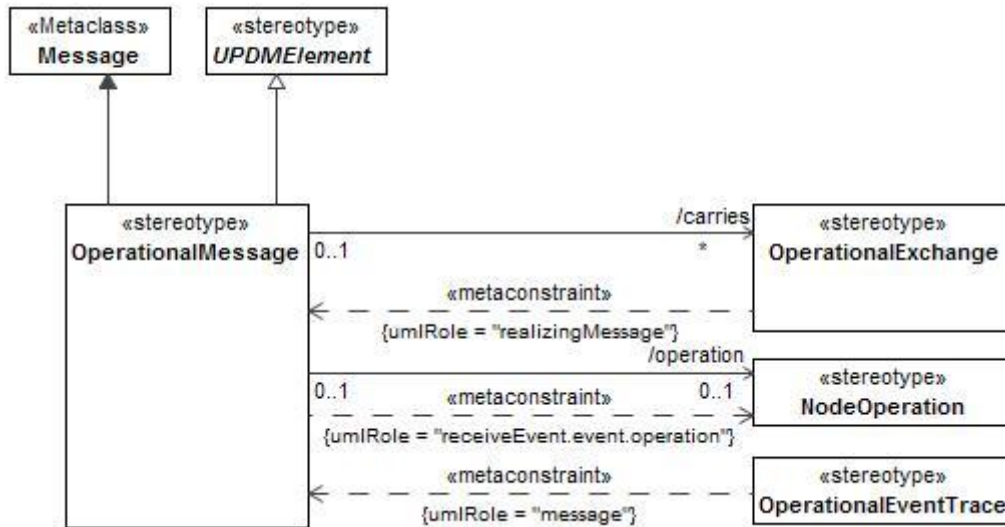 «Metaclass»
Message
«stereotype»
UPDMElement
«stereotype»
OperationalMessage
/carries
0..1
*
«stereotype»
OperationalExchange
«metaconstraint»
{umlRole = "realizingMessage"}
/operation
0..1
0..1
«metaconstraint»
{umlRole = "receiveEvent.event.operation"}
«stereotype»
NodeOperation
«metaconstraint»
{umlRole = "message"}
«stereotype»
OperationalEventTrace